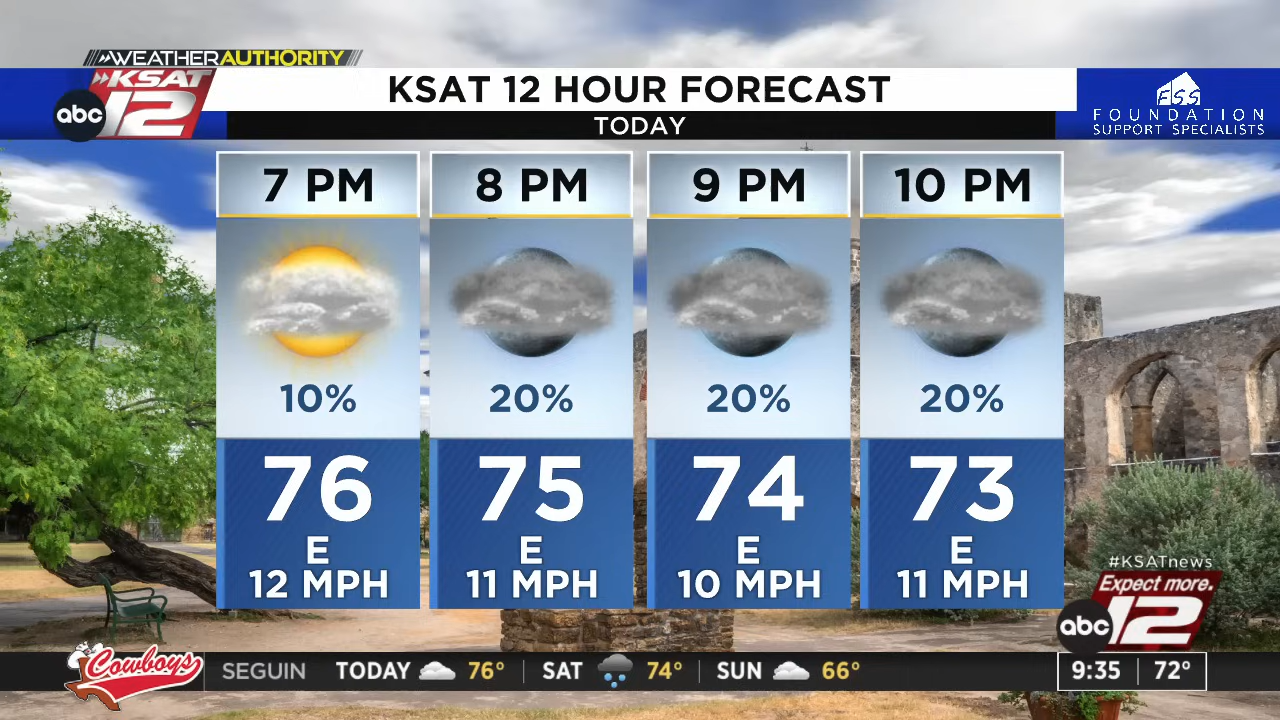 WEATHERAUTHORITY
KSAT
abc 12
KSAT 12 HOUR FORECAST
TODAY
FSS
FOUNDATION
SUPPORT SPECIALISTS
7 PM
10%
76
E
12 MPH
8 PM
20%
75
E
11 MPH
9 PM
20%
74
E
10 MPH
10 PM
20%
73
E
11 MPH
#KSATnews
Expect more.
abc 12
Cowboys
SEGUIN TODAY 76° SAT 74° SUN 66°
9:35 72°